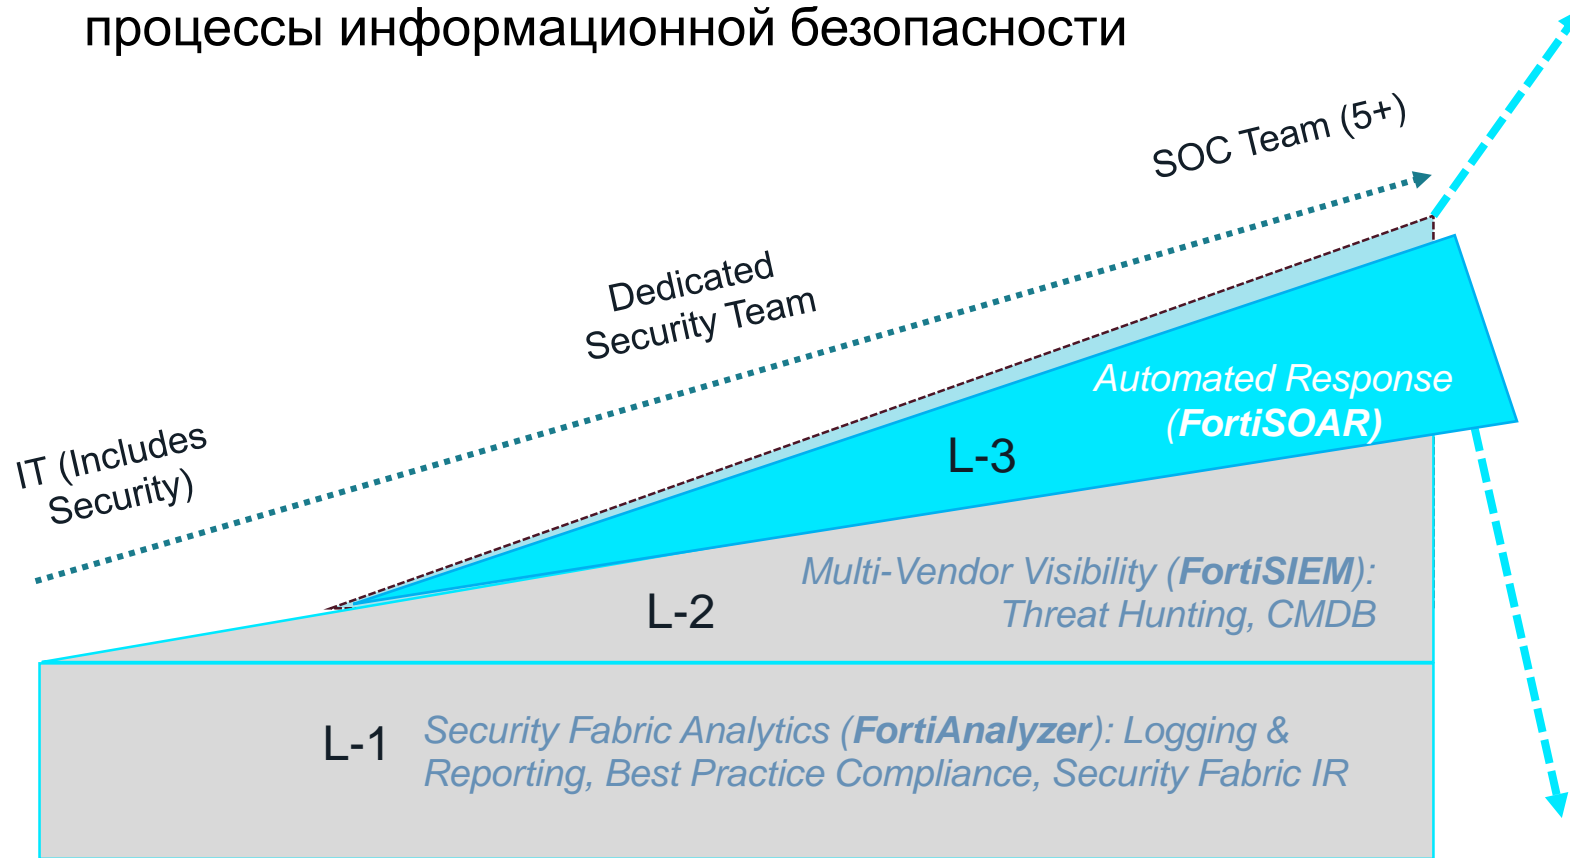 процессы информационной безопасности
SOC Team (5+)
Dedicated
Security Team
IT (Includes
Security)
Automated Response
(FortiSOAR)
L-3
Multi-Vendor Visibility (FortiSIEM):
Threat Hunting, CMDB
L-2
L-1
Security Fabric Analytics (FortiAnalyzer): Logging &
Reporting, Best Practice Compliance, Security Fabric IR